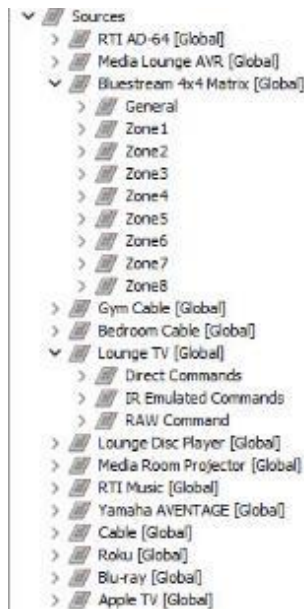 Sources
RTI AD-64 [Global]
Media Lounge AVR [Global]
Bluestream 4x4 Matrix [Global]
General
Zone1
Zone2
Zone3
Zone4
Zone5
Zone6
Zone7
Zone8
Gym Cable [Global]
Bedroom Cable [Global]
Lounge TV [Global]
Direct Commands
IR Emulated Commands
RAW Command
Lounge Disc Player [Global]
Media Room Projector [Global]
RTI Music [Global]
Yamaha AVENTAGE [Global]
Cable [Global]
Roku [Global]
Blu-ray [Global]
Apple TV [Global]